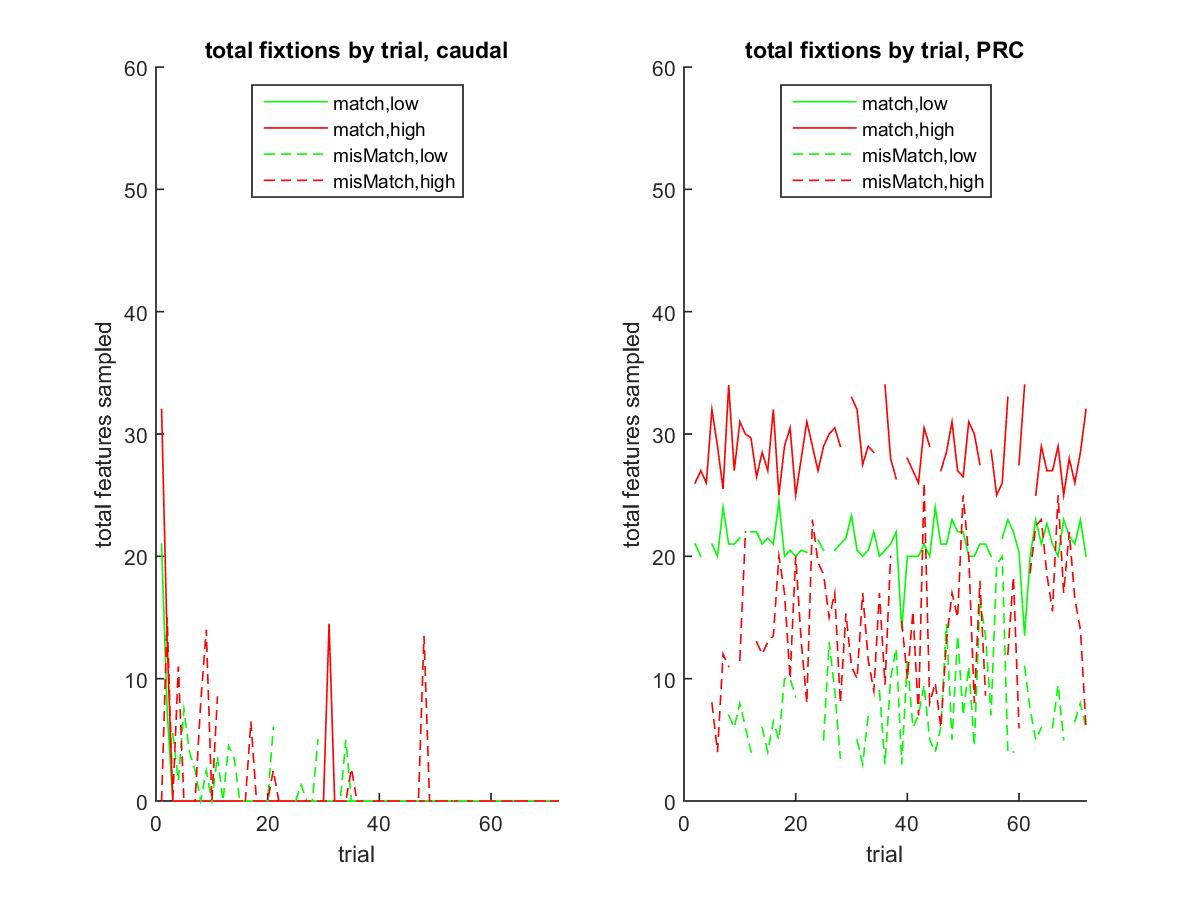 total fixtions by trial, caudal
60
50
40
30
20
10
0
total features sampled
match,low
match,high
misMatch,low
misMatch,high
0
20
40
60
trial
total fixtions by trial, PRC
60
50
40
30
20
10
0
total features sampled
match,low
match,high
misMatch,low
misMatch,high
0
20
40
60
trial